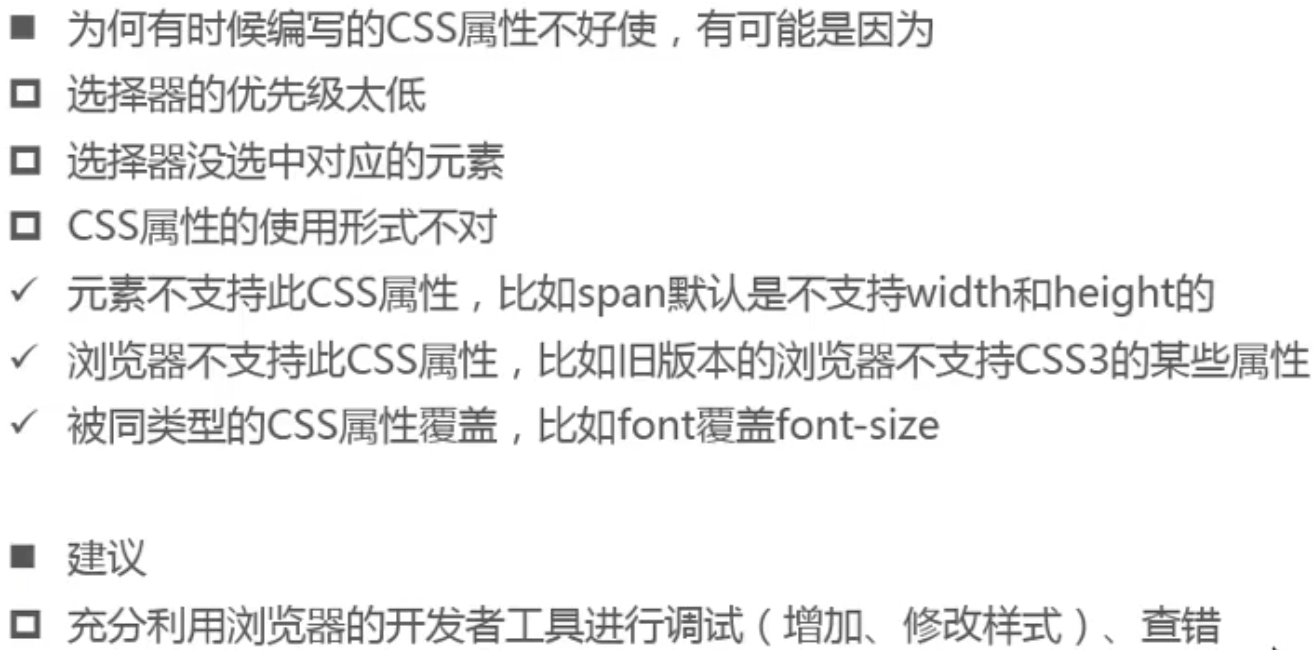 为何有时候编写的CSS属性不好使，有可能是因为
选择器的优先级太低
选择器没选中对应的元素
CSS属性的使用形式不对
元素不支持此CSS属性，比如span默认是不支持width和height的
浏览器不支持此CSS属性，比如旧版本的浏览器不支持CSS3的某些属性
被同类型的CSS属性覆盖，比如font覆盖font-size
建议
充分利用浏览器的开发者工具进行调试（增加、修改样式）、查错